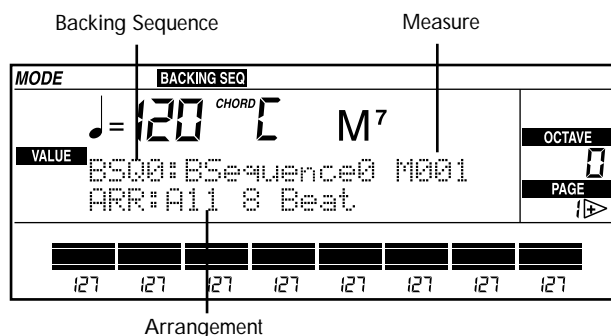 Backing Sequence Measure
MODE BACKING SEQ
♩= 120 CHORD C M7
OCTAVE
VALUE BS00:BSequence0 M001 0
ARR:A11 8 Beat PAGE
1
127 127 127 127 127 127 127 127
Arrangement